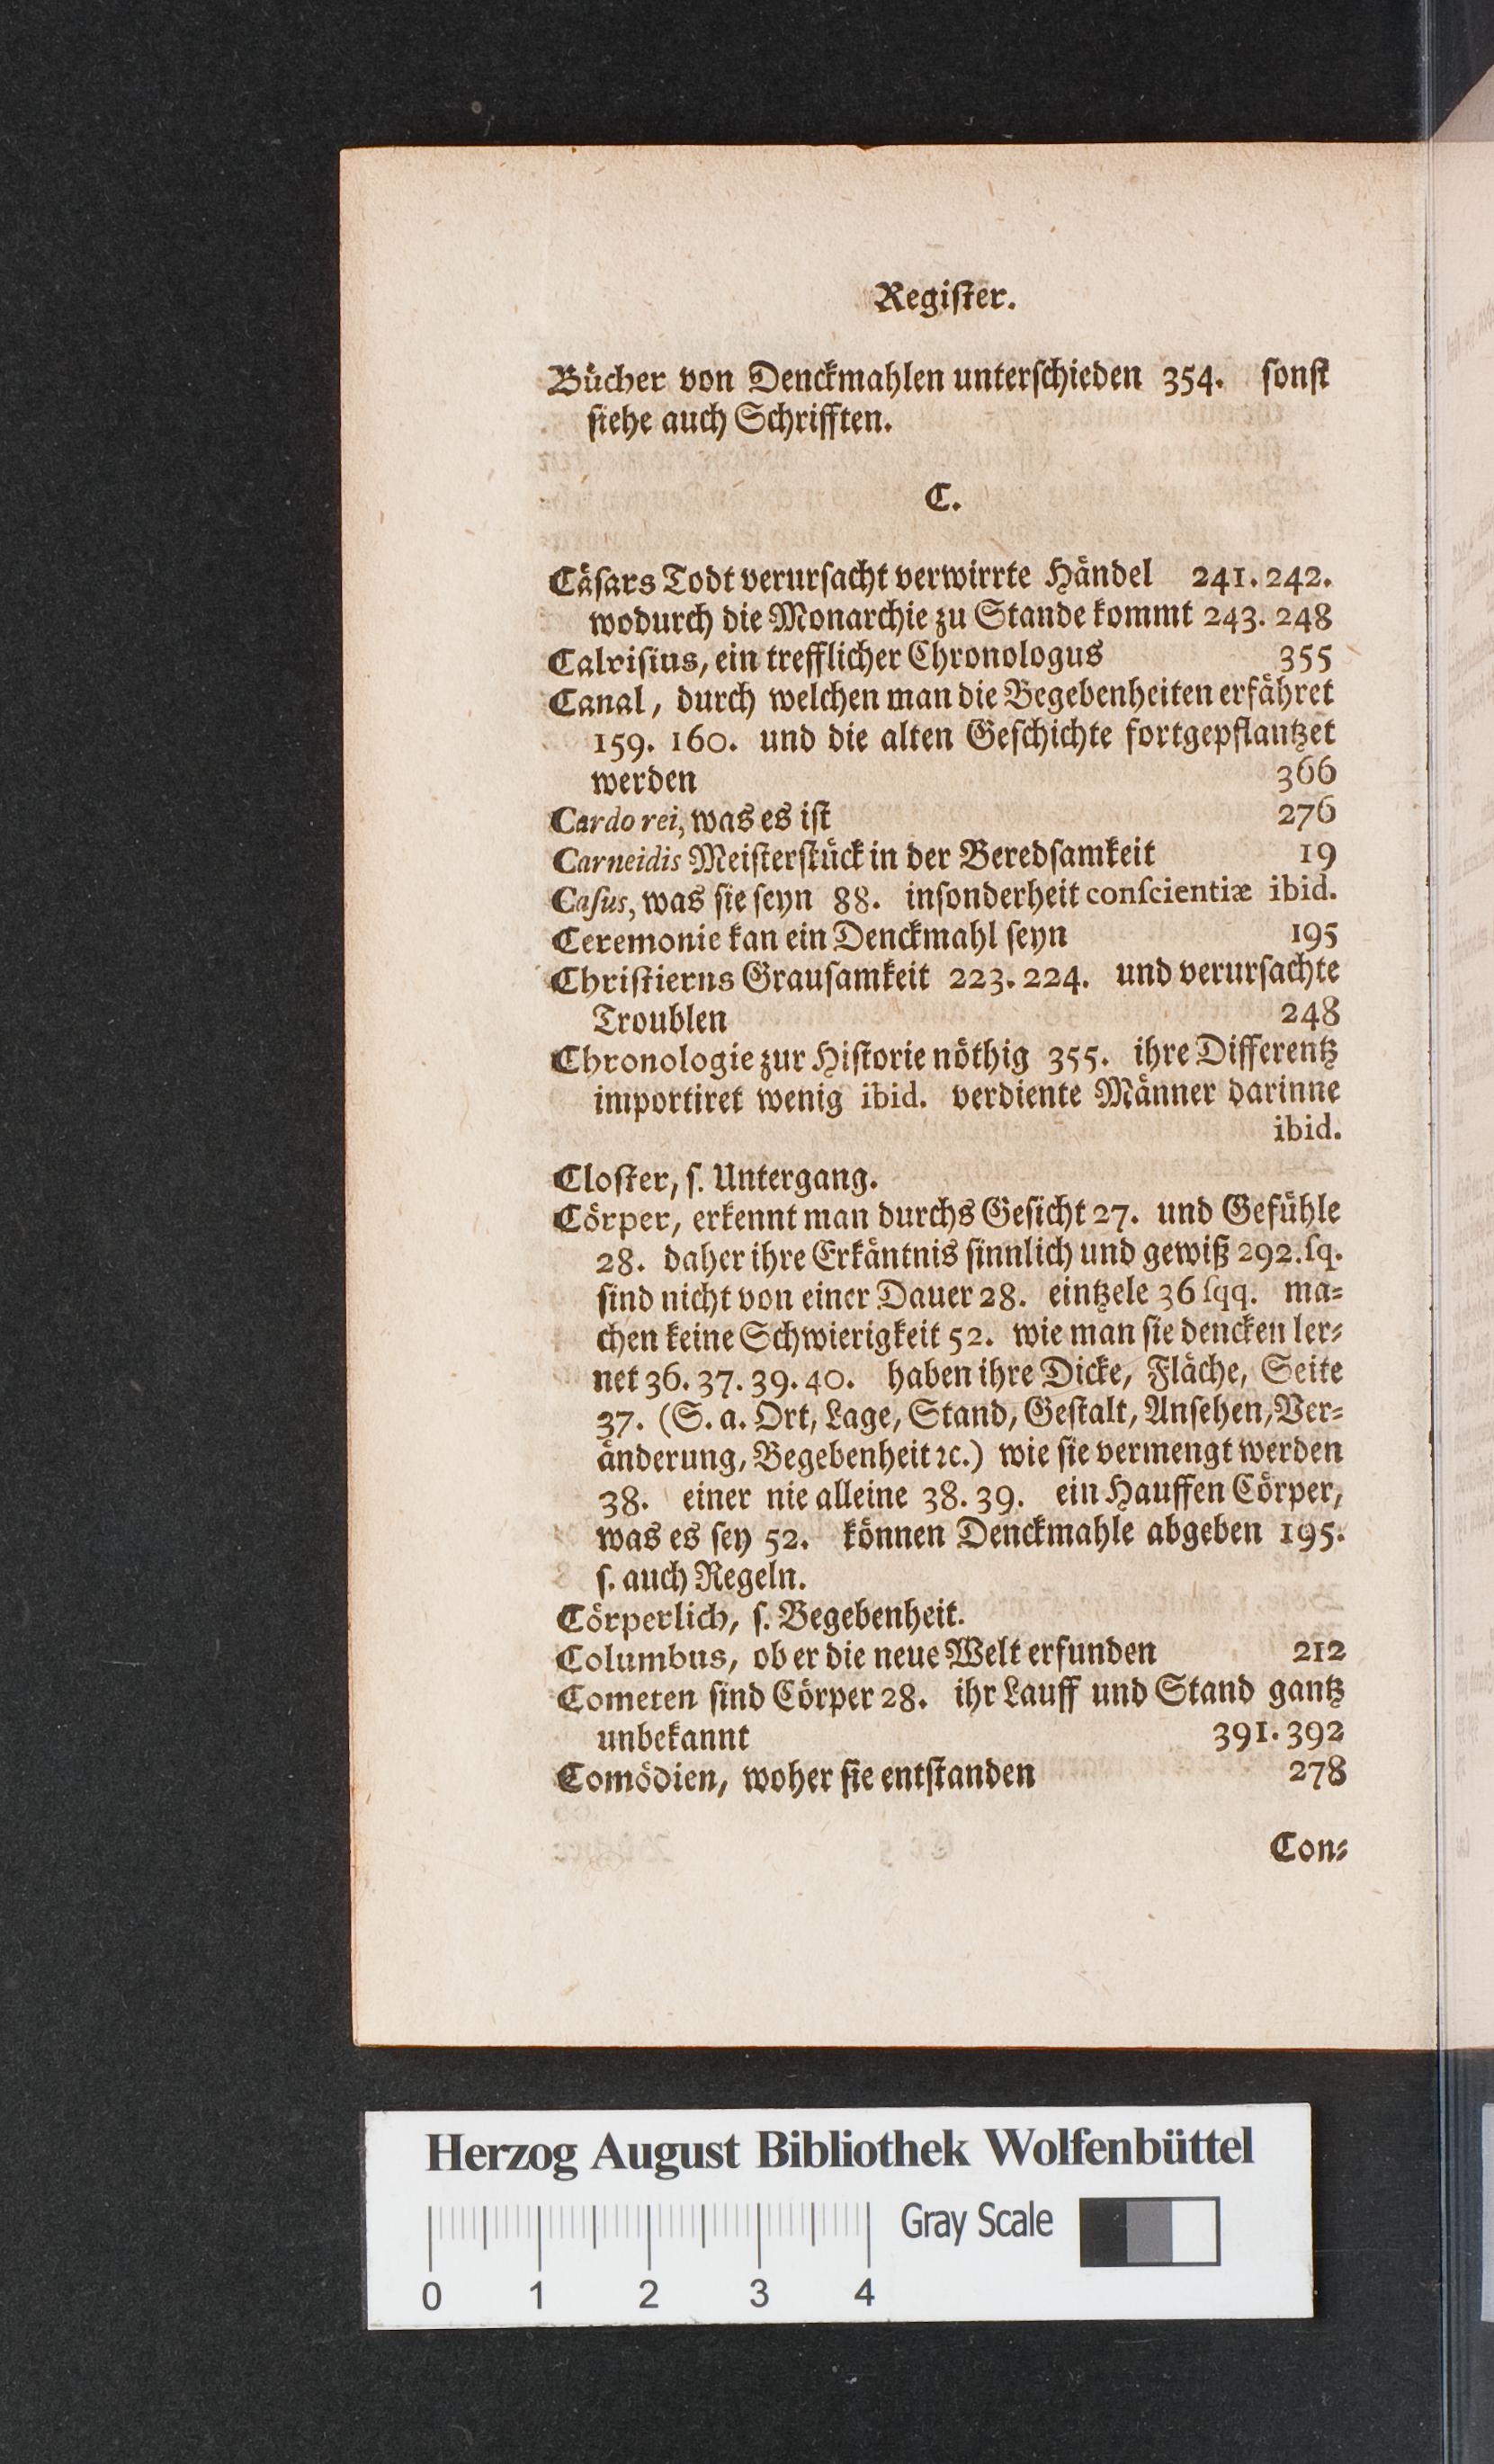 Regiſter.
Bücher von Denckmahlen unterſchieden 354. ſonſt
ſiehe auch Schrifften.
C.
Cäſars Todt verurſacht verwirrte Händel 241. 242.
wodurch die Monarchie zu Stande kommt 243. 248
Calviſius, ein trefflicher Chronologus 355
Canal, durch welchen man die Begebenheiten erfähret
159. 160. und die alten Geſchichte fortgepflantzet
werden 366
Cardo rei, was es iſt 276
Carneidis Meiſterſtück in der Beredſamkeit 19
Caſus, was ſie ſeyn 88. inſonderheit conſcientiæ ibid.
Ceremonie kan ein Denckmahl ſeyn 195
Chriſtierns Grauſamkeit 223. 224. und verurſachte
Troublen 248
Chronologie zur Hiſtorie nöthig 355. ihre Differentz
importiret wenig ibid. verdiente Männer darinne
ibid.
Cloſter, ſ. Untergang.
Cörper, erkennt man durchs Geſicht 27. und Gefühle
28. daher ihre Erkäntnis ſinnlich und gewiß 292. ſq.
ſind nicht von einer Dauer 28. eintzele 36 ſqq. ma-
chen keine Schwierigkeit 52. wie man ſie dencken ler-
net 36. 37. 39. 40. haben ihre Dicke, Fläche, Seite
37. (S. a. Ort, Lage, Stand, Geſtalt, Anſehen, Ver-
änderung, Begebenheit ꝛc.) wie ſie vermengt werden
38. einer nie alleine 38. 39. ein Hauffen Cörper,
was es ſey 52. können Denckmahle abgeben 195.
ſ. auch Regeln.
Cörperlich, ſ. Begebenheit.
Columbus, ob er die neue Welt erfunden 212
Cometen ſind Cörper 28. ihr Lauff und Stand gantz
unbekannt 391. 392
Comödien, woher ſie entſtanden 278
Con-
Herzog August Bibliothek Wolfenbüttel
Gray Scale
0 1 2 3 4